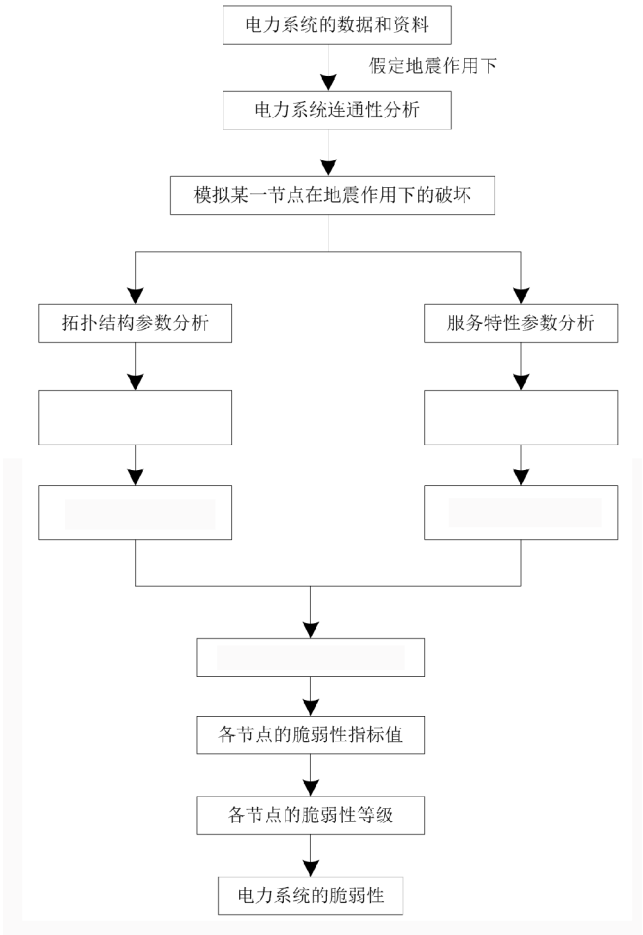 电力系统的数据和资料
假定地震作用下
电力系统连通性分析
模拟某一节点在地震作用下的破坏
拓扑结构参数分析
服务特性参数分析
各节点的脆弱性指标值
各节点的脆弱性等级
电力系统的脆弱性